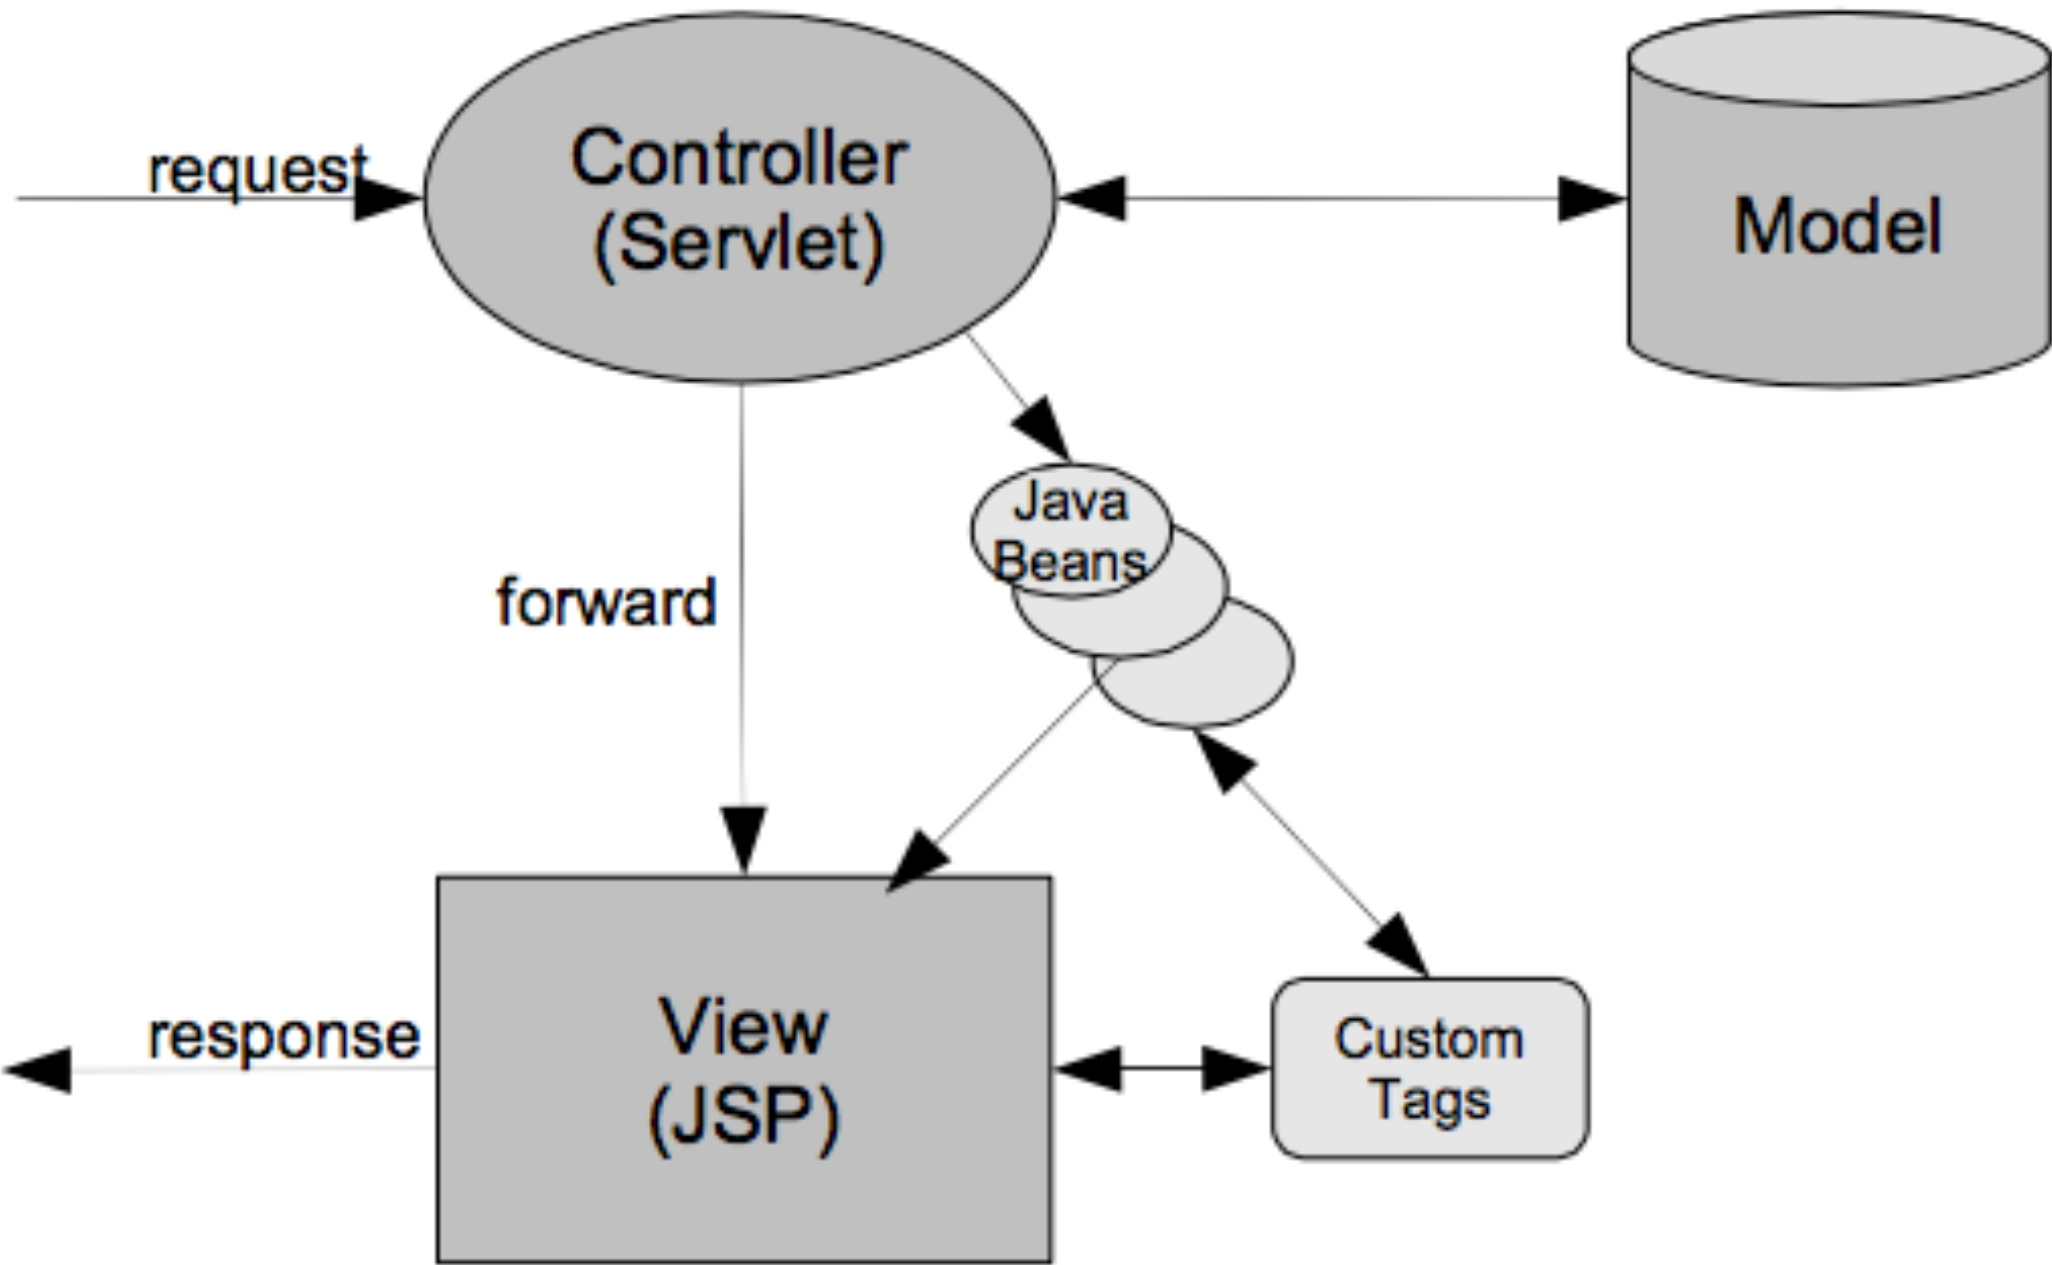 request
Controller
(Servlet)
Model
Java
Beans
forward
response
View
(JSP)
Custom
Tags